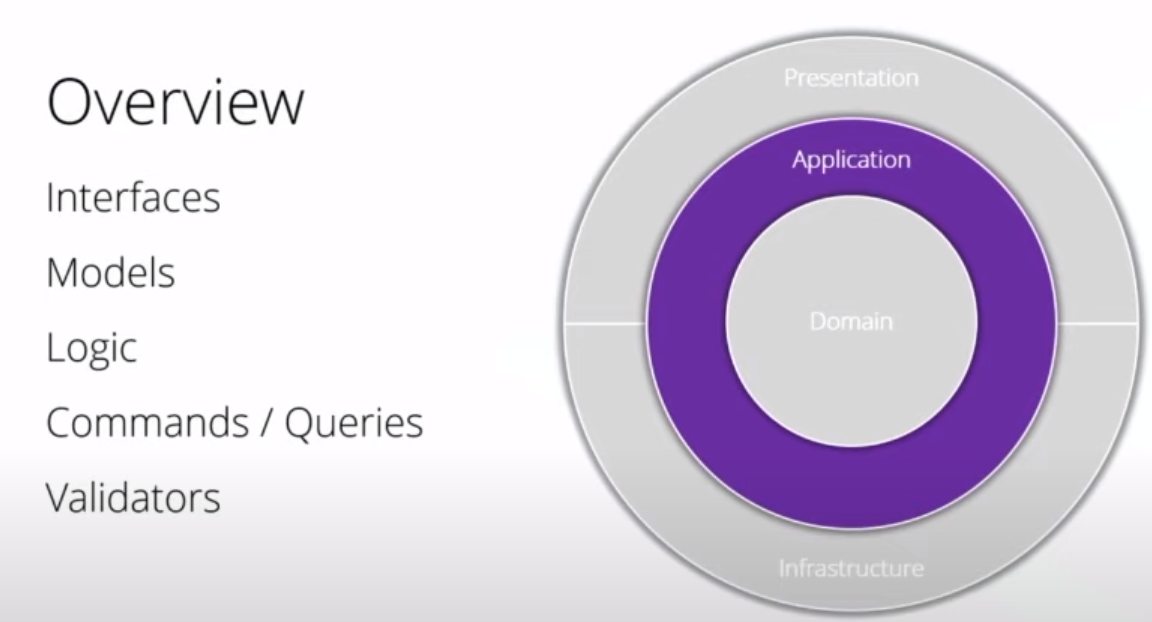 Overview
Interfaces
Models
Logic
Commands / Queries
Validators
Presentation
Application
Domain
Infrastructure